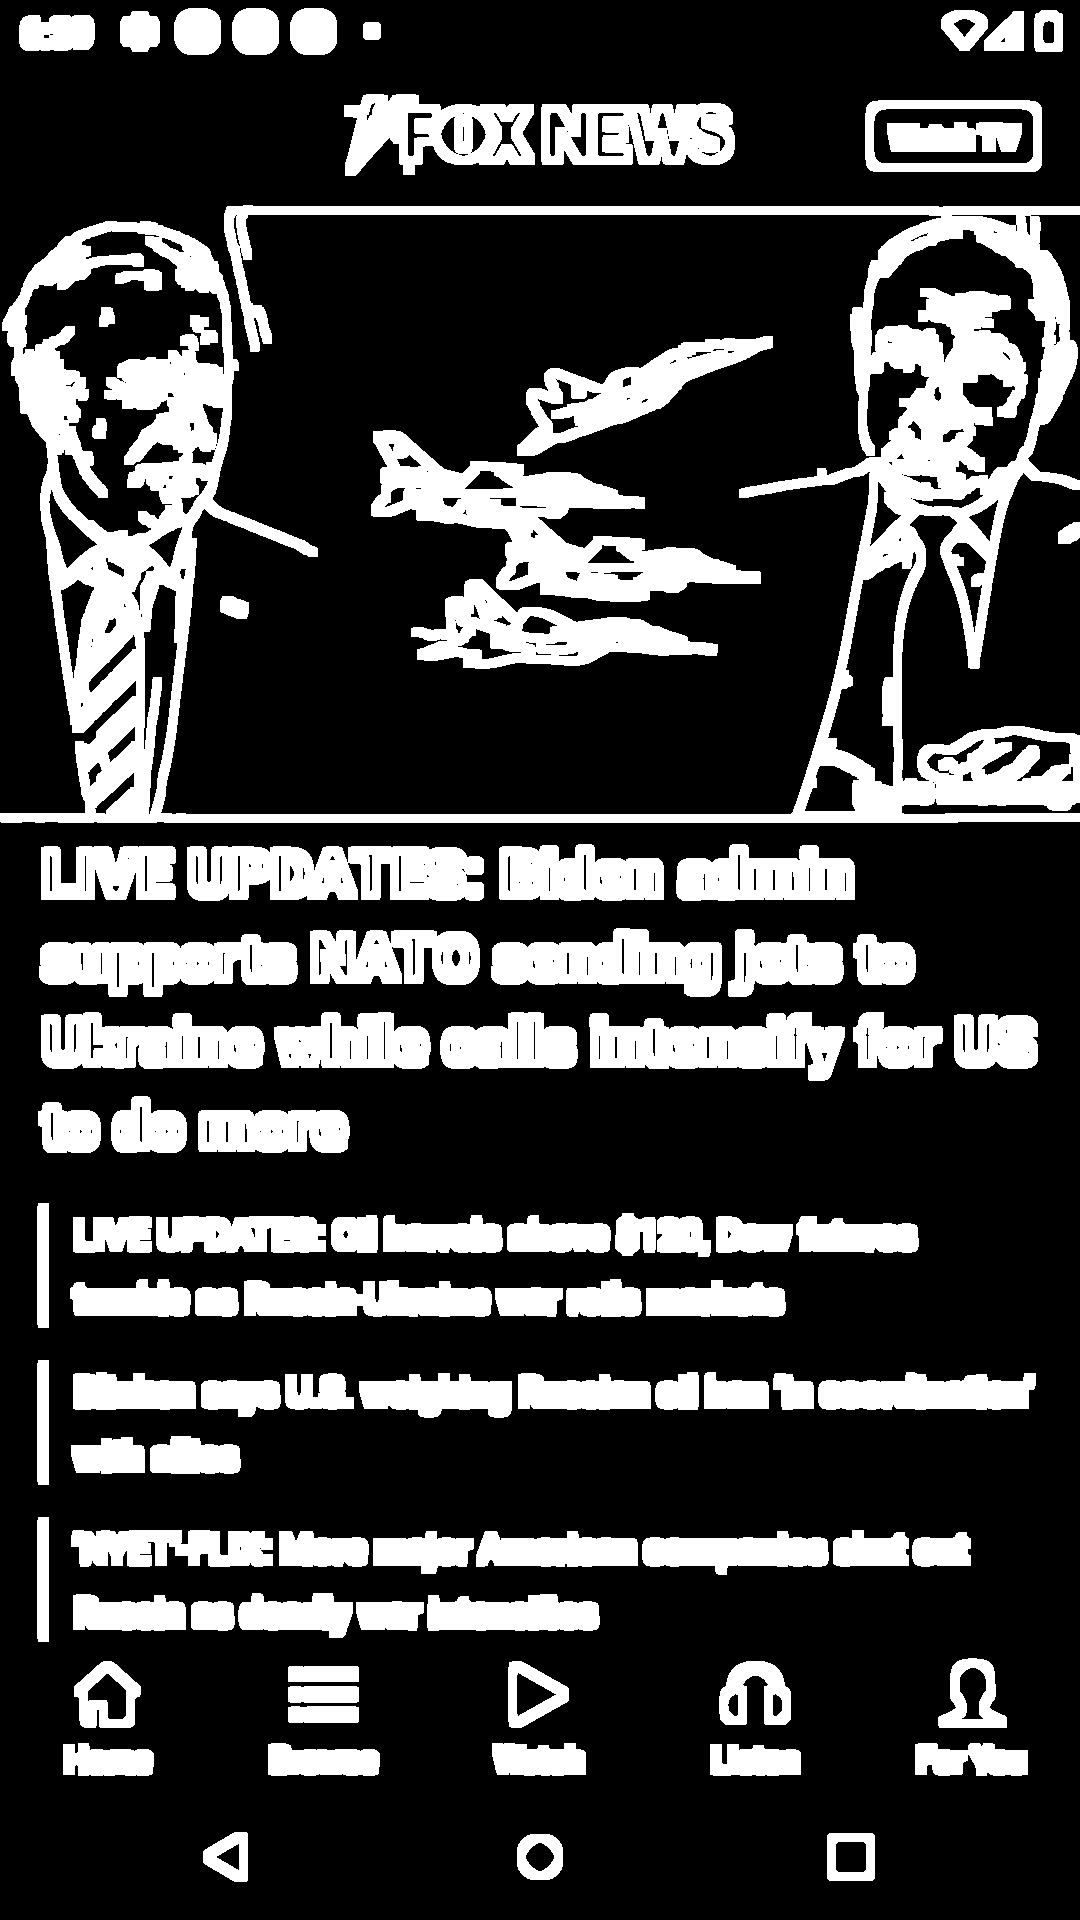 FOX NEWS
Watch TV
LIVE UPDATES: Biden admin
supports NATO sending jets to
Ukraine while calls intensify for US
to do more
LIVE UPDATES: Oil barrels above $120, Dow futures
tumble as Russia-Ukraine war roils markets
Blinken says U.S. weighing Russian oil ban 'in coordination'
with allies
'NYET'-FLIX: More major American companies shut out
Russia as deadly war intensifies
Home
Browse
Watch
Listen
For You